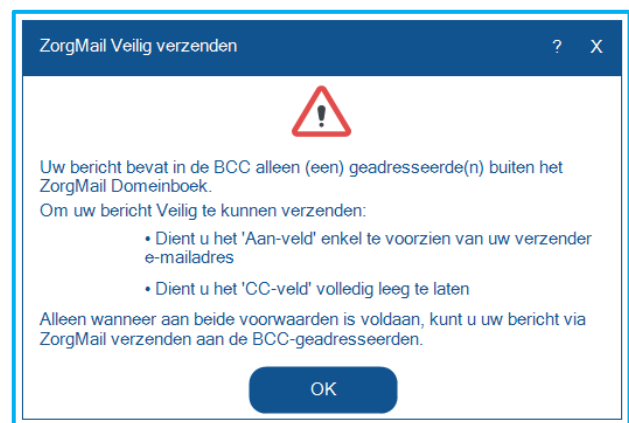 ZorgMail Veilig verzenden ? X
Uw bericht bevat in de BCC alleen (een) geadresseerde(n) buiten het
ZorgMail Domeinboek.
Om uw bericht Veilig te kunnen verzenden:
• Dient u het 'Aan-veld' enkel te voorzien van uw verzender
e-mailadres
• Dient u het 'CC-veld' volledig leeg te laten
Alleen wanneer aan beide voorwaarden is voldaan, kunt u uw bericht via
ZorgMail verzenden aan de BCC-geadresseerden.
OK